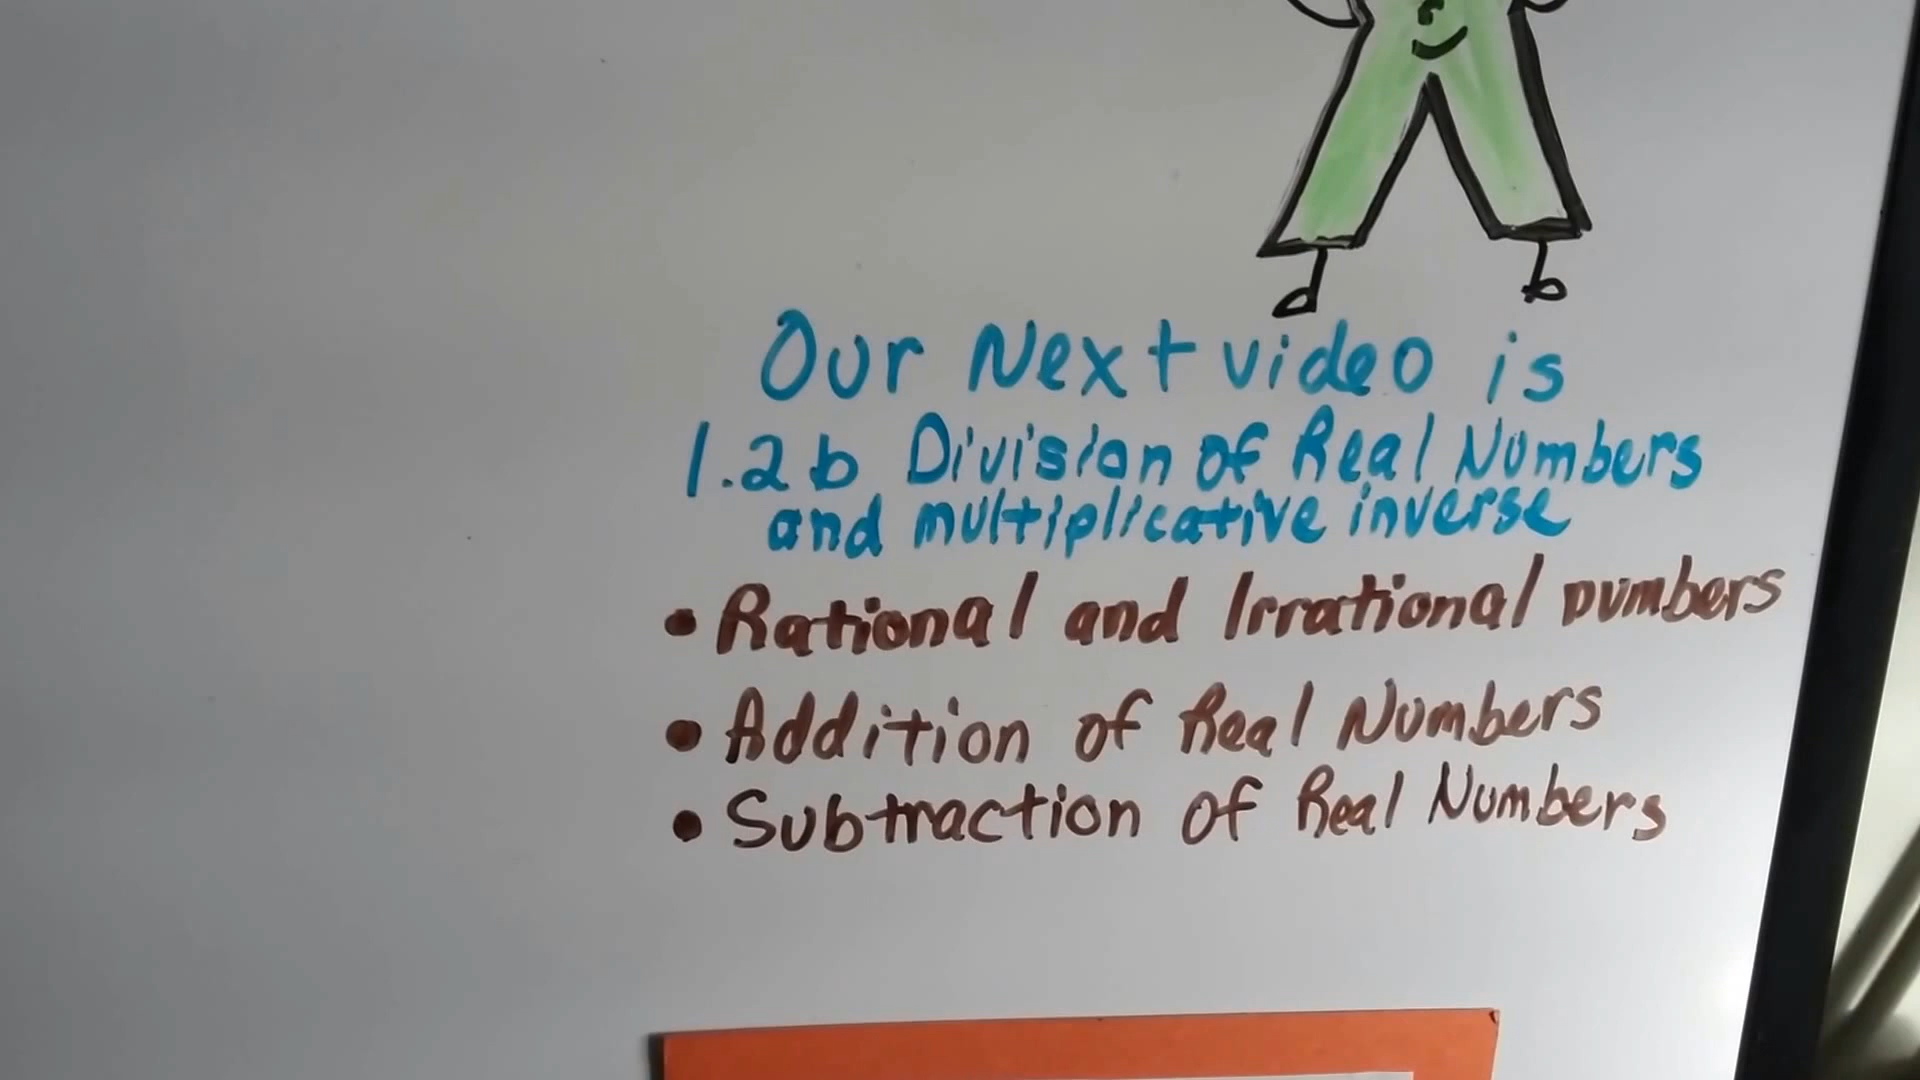 Our Next video is
1.2b Division of Real Numbers
and multiplicative inverse
• Rational and Irrational numbers
• Addition of Real Numbers
• Subtraction of Real Numbers